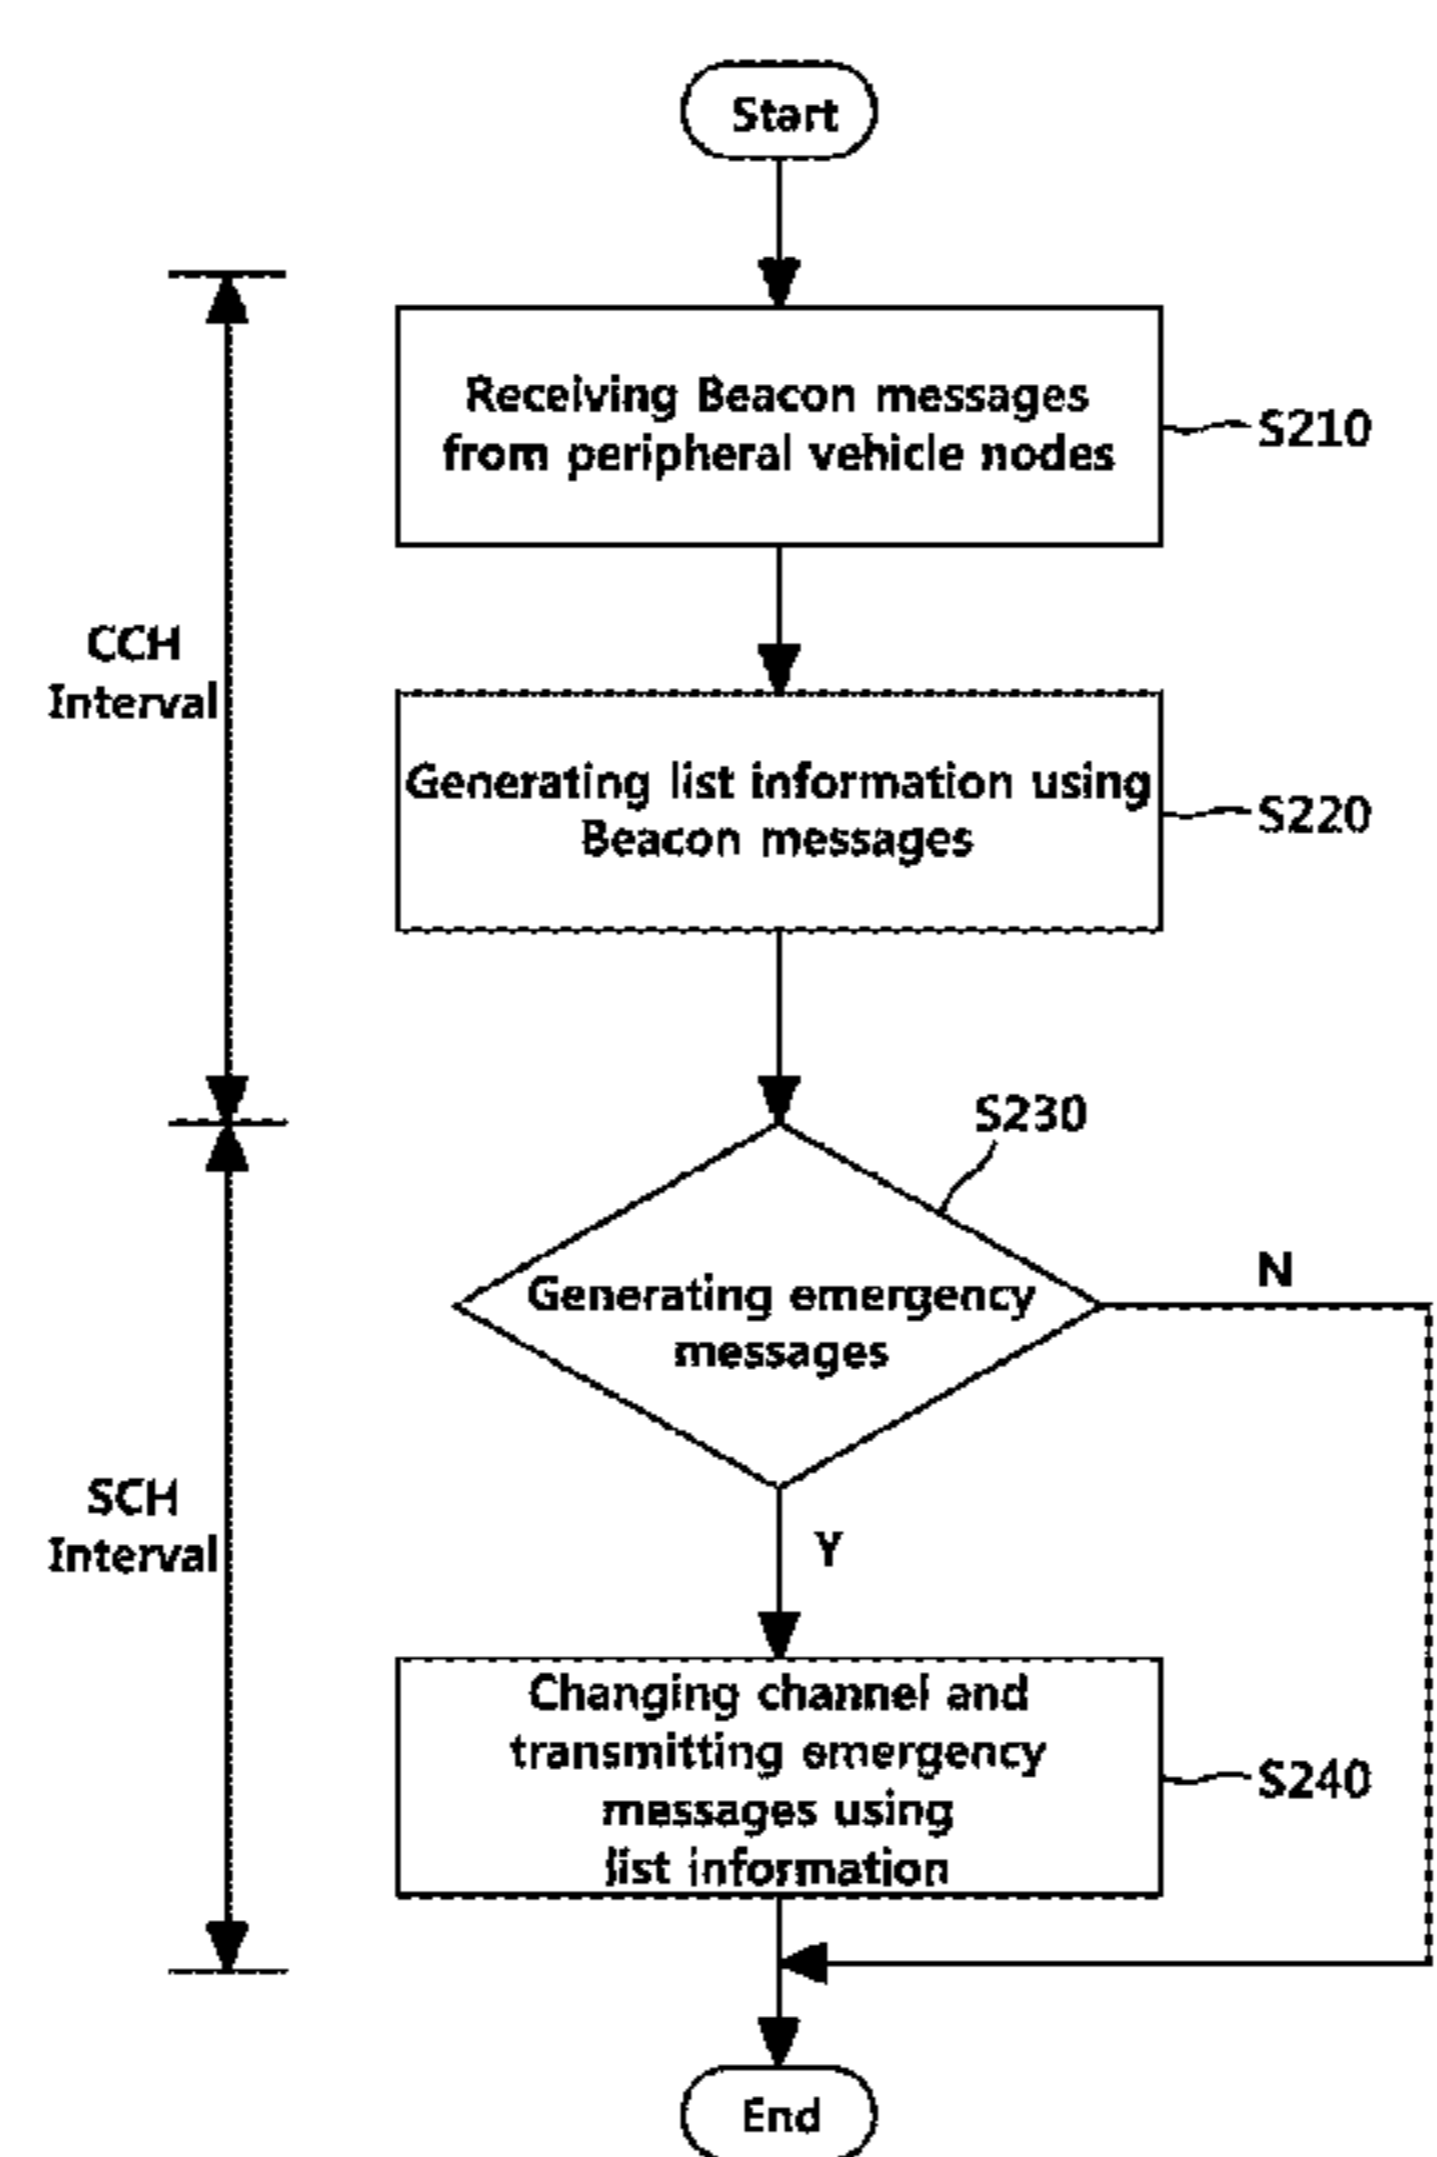 Start
Receiving Beacon messages
from peripheral vehicle nodes
S210
CCH
Interval
Generating list information using
Beacon messages
S220
S230
Generating emergency
messages
N
SCH
Interval
Y
Changing channel and
transmitting emergency
messages using
list information
S240
End